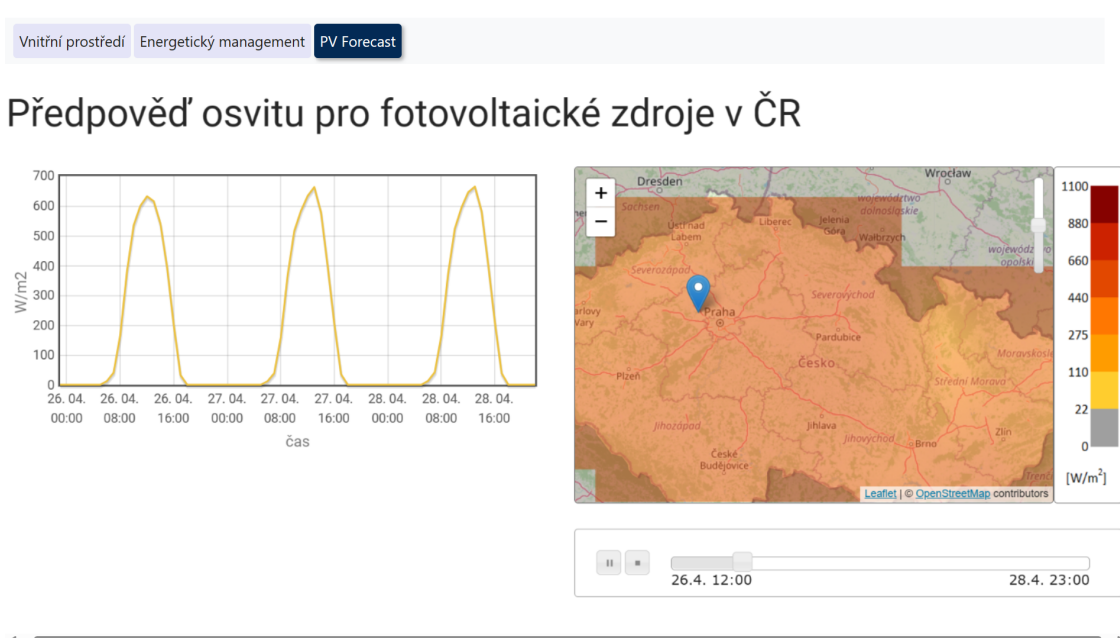 Vnitřní prostředí Energetický management PV Forecast
Předpověď osvitu pro fotovoltaické zdroje v ČR
700
600
500
400
300
200
100
0
W/m2
26. 04. 26. 04. 26. 04. 27. 04. 27. 04. 27. 04. 28. 04. 28. 04. 28. 04.
00:00 08:00 16:00 00:00 08:00 16:00 00:00 08:00 16:00
čas
+
−
Dresden
Wrocław
Sachsen
województwo
dolnośląskie
Ústí nad
Labem
Liberec
Jelenia
Góra
Wałbrzych
opolskie
Severozápad
Severovýchod
Praha
Vary
Pardubice
Česko
Plzeň
Střední Morava
Jihozápad
Jihlava
Jihovýchod
Brno
Zlín
České
Budějovice
Leaflet | © OpenStreetMap contributors
1100
880
660
440
275
110
22
0
[W/m²]
26.4. 12:00 28.4. 23:00